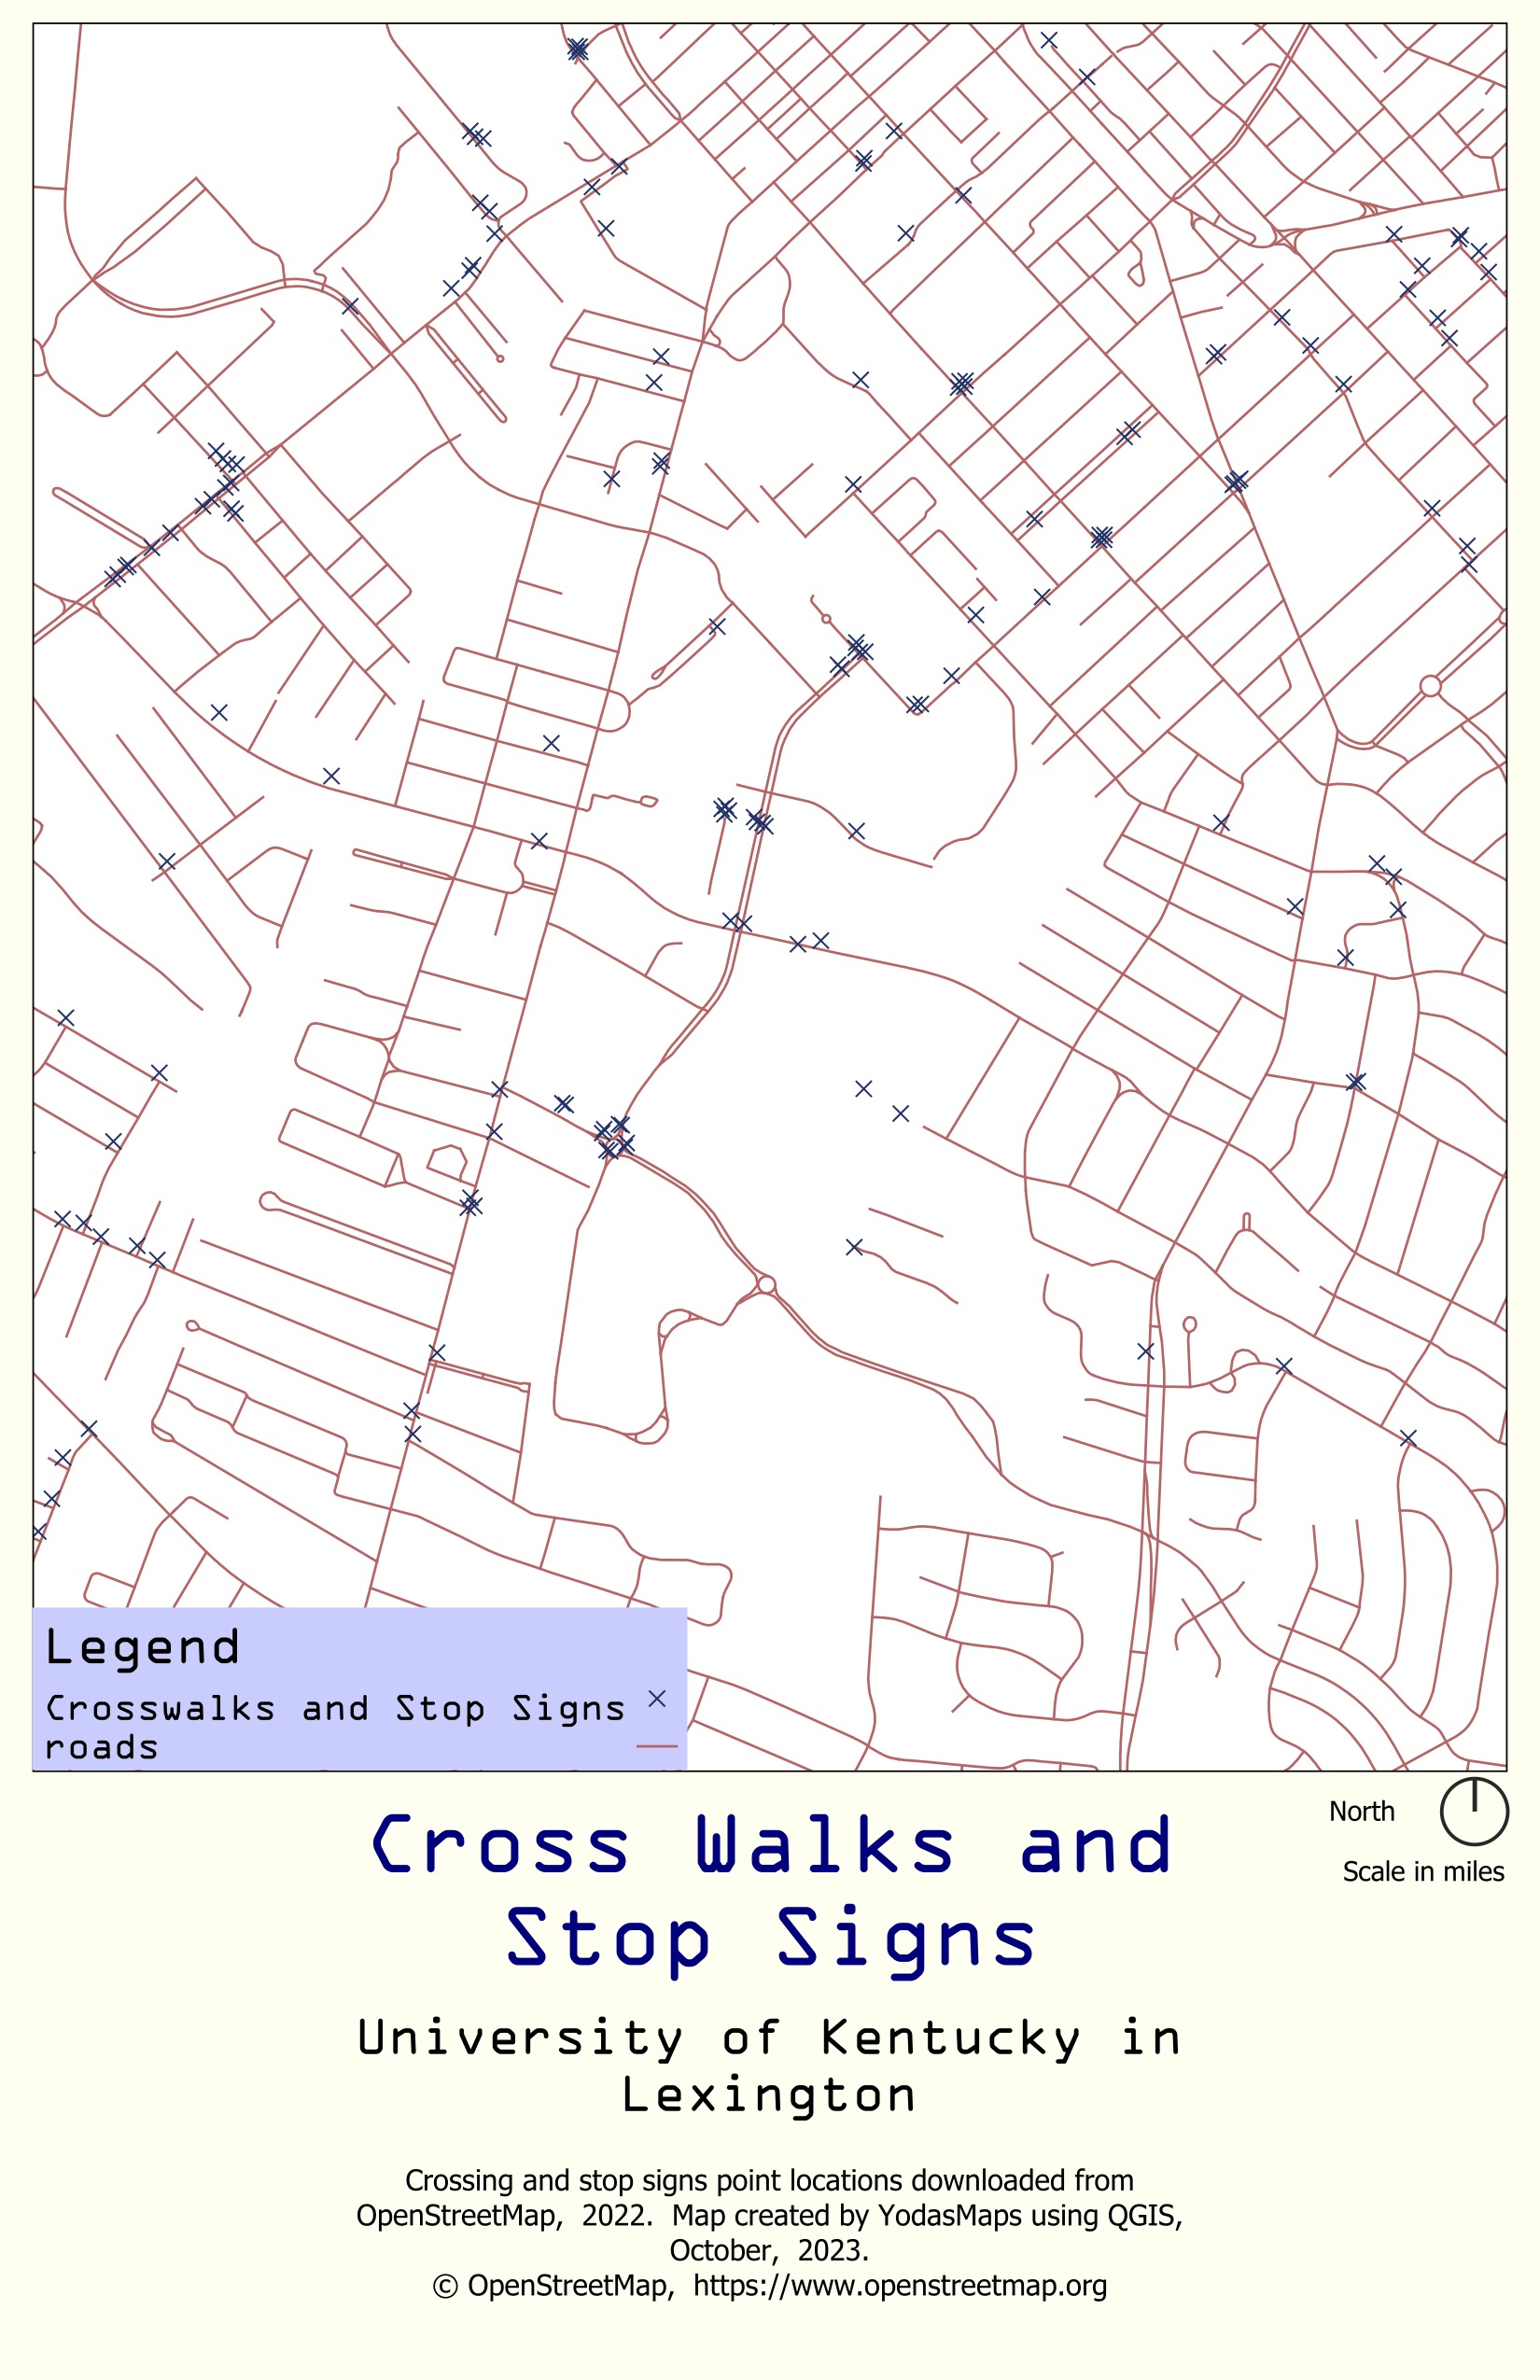 Legend
Crosswalks and Stop Signs
roads
North
Scale in miles
Cross Walks and
Stop Signs
University of Kentucky in
Lexington
Crossing and stop signs point locations downloaded from
OpenStreetMap, 2022. Map created by YodasMaps using QGIS,
October, 2023.
© OpenStreetMap, https://www.openstreetmap.org